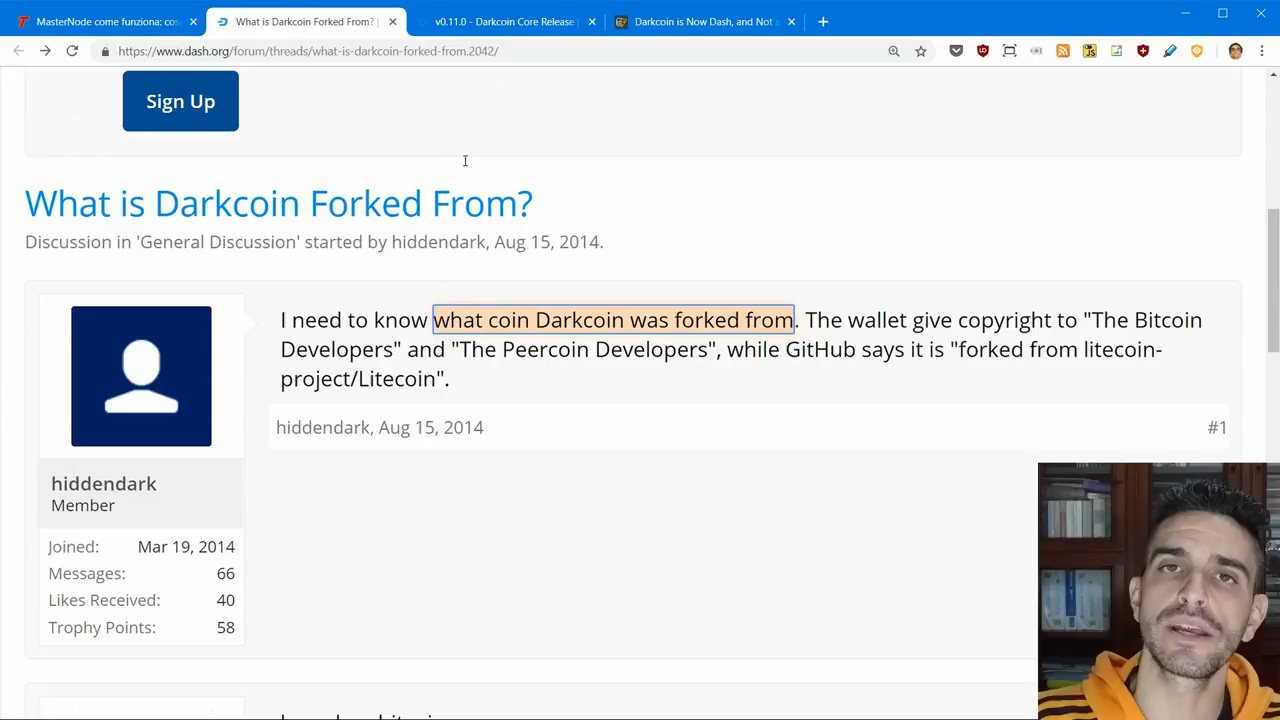 MasterNode come funziona: cos
What is Darkcoin Forked From? |
v0.11.0 - Darkcoin Core Release
Darkcoin is Now Dash, and Not
https://www.dash.org/forum/threads/what-is-darkcoin-forked-from.2042/
Sign Up
What is Darkcoin Forked From?
Discussion in 'General Discussion' started by hiddendark, Aug 15, 2014.
I need to know what coin Darkcoin was forked from. The wallet give copyright to "The Bitcoin
Developers" and "The Peercoin Developers", while GitHub says it is "forked from litecoin-
project/Litecoin".
hiddendark, Aug 15, 2014
#1
hiddendark
Member
Joined: Mar 19, 2014
Messages: 66
Likes Received: 40
Trophy Points: 58